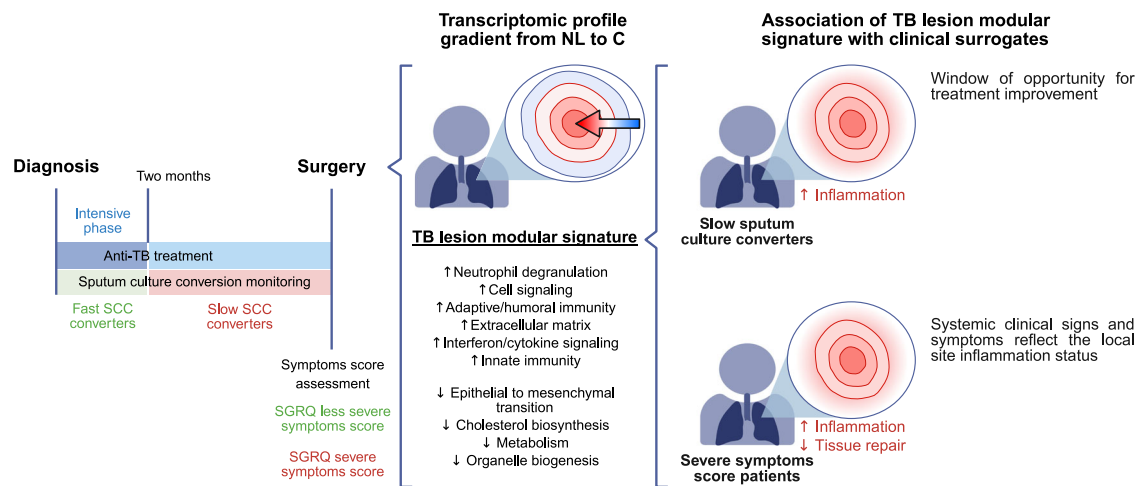 Diagnosis
Two months
Surgery
Intensive
phase
Anti-TB treatment
Sputum culture conversion monitoring
Fast SCC
converters
Slow SCC
converters
Symptoms score
assessment
SGRQ less severe
symptoms score
SGRQ severe
symptoms score
Transcriptomic profile
gradient from NL to C
TB lesion modular signature
↑Neutrophil degranulation
↑Cell signaling
↑Adaptive/humoral immunity
↑Extracellular matrix
↑Interferon/cytokine signaling
↑Innate immunity
↓ Epithelial to mesenchymal
transition
↓ Cholesterol biosynthesis
↓ Metabolism
↓ Organelle biogenesis
Association of TB lesion modular
signature with clinical surrogates
↑ Inflammation
Slow sputum
culture converters
Window of opportunity for
treatment improvement
↑ Inflammation
↓ Tissue repair
Severe symptoms
score patients
Systemic clinical signs and
symptoms reflect the local
site inflammation status